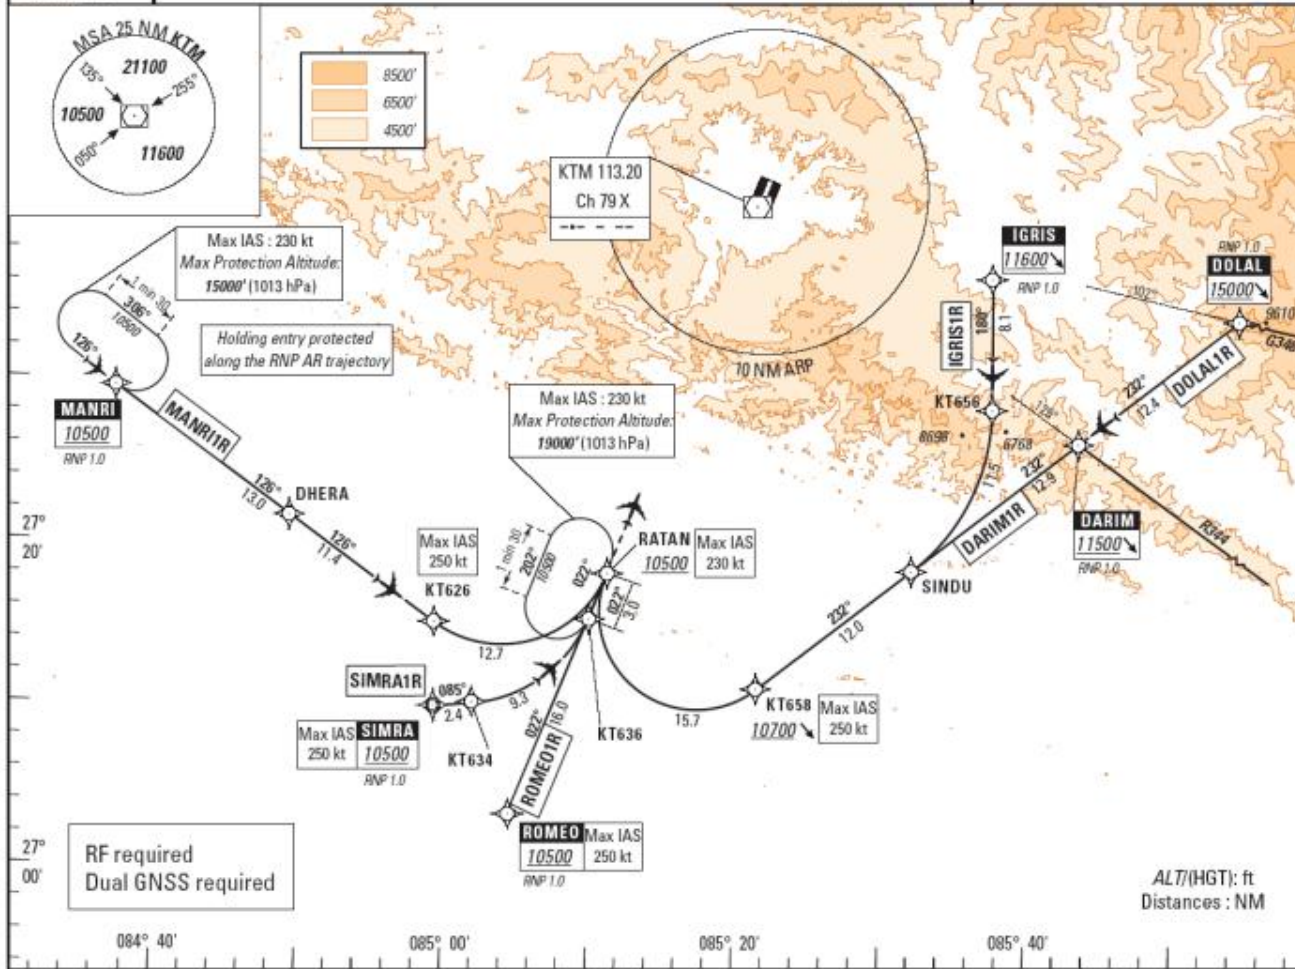 MSA 25 NM KTM
21100
135°
255°
10500
050°
11600
8500'
6500'
4500'
KTM 113.20
Ch 79 X
Max IAS : 230 kt
Max Protection Altitude:
15000' (1013 hPa)
1 min 30
306°
10500
126°
Holding entry protected
along the RNP AR trajectory
MANRI
10500
RNP 1.0
MANRI1R
126°
13.0
DHERA
126°
11.4
10 NM ARP
IGRIS
11600
RNP 1.0
IGRIS1R
180°
8.1
KT656
8696
6768
11.5
RNP 1.0
DOLAL
15000
102°
9610
G348
DOLAL1R
232°
12.4
128°
232°
12.9
DARIM1R
DARIM
11500
RNP 1.0
R344
Max IAS : 230 kt
Max Protection Altitude:
19000' (1013 hPa)
1 min 30
202°
10500
022°
RATAN
10500
Max IAS
230 kt
022°
3.0
Max IAS
250 kt
KT626
12.7
SINDU
232°
12.0
KT658
10700
Max IAS
250 kt
15.7
SIMRA1R
085°
2.4
9.3
Max IAS
250 kt
SIMRA
10500
RNP 1.0
KT634
KT636
022°
16.0
ROMEO1R
ROMEO
10500
Max IAS
250 kt
RNP 1.0
27°
20'
27°
00'
RF required
Dual GNSS required
ALT/(HGT): ft
Distances : NM
084° 40'
085° 00'
085° 20'
085° 40'